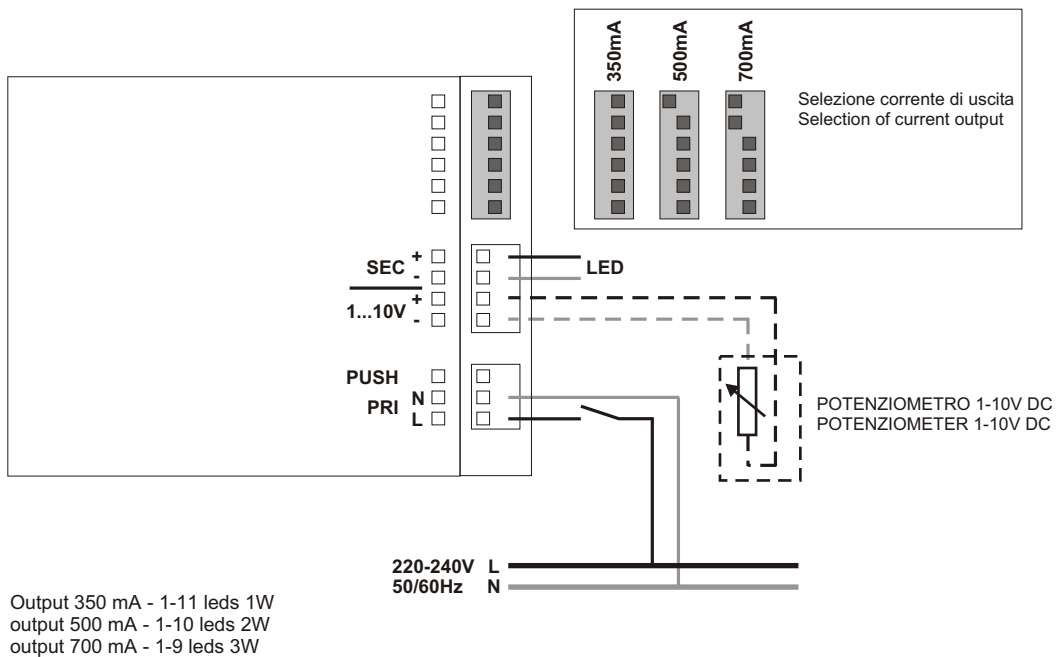 350mA
500mA
700mA
Selezione corrente di uscita
Selection of current output
SEC
+
-
LED
1...10V
+
-
PUSH
PRI
N
L
POTENZIOMETRO 1-10V DC
POTENZIOMETER 1-10V DC
220-240V L
50/60Hz N
Output 350 mA - 1-11 leds 1W
output 500 mA - 1-10 leds 2W
output 700 mA - 1-9 leds 3W